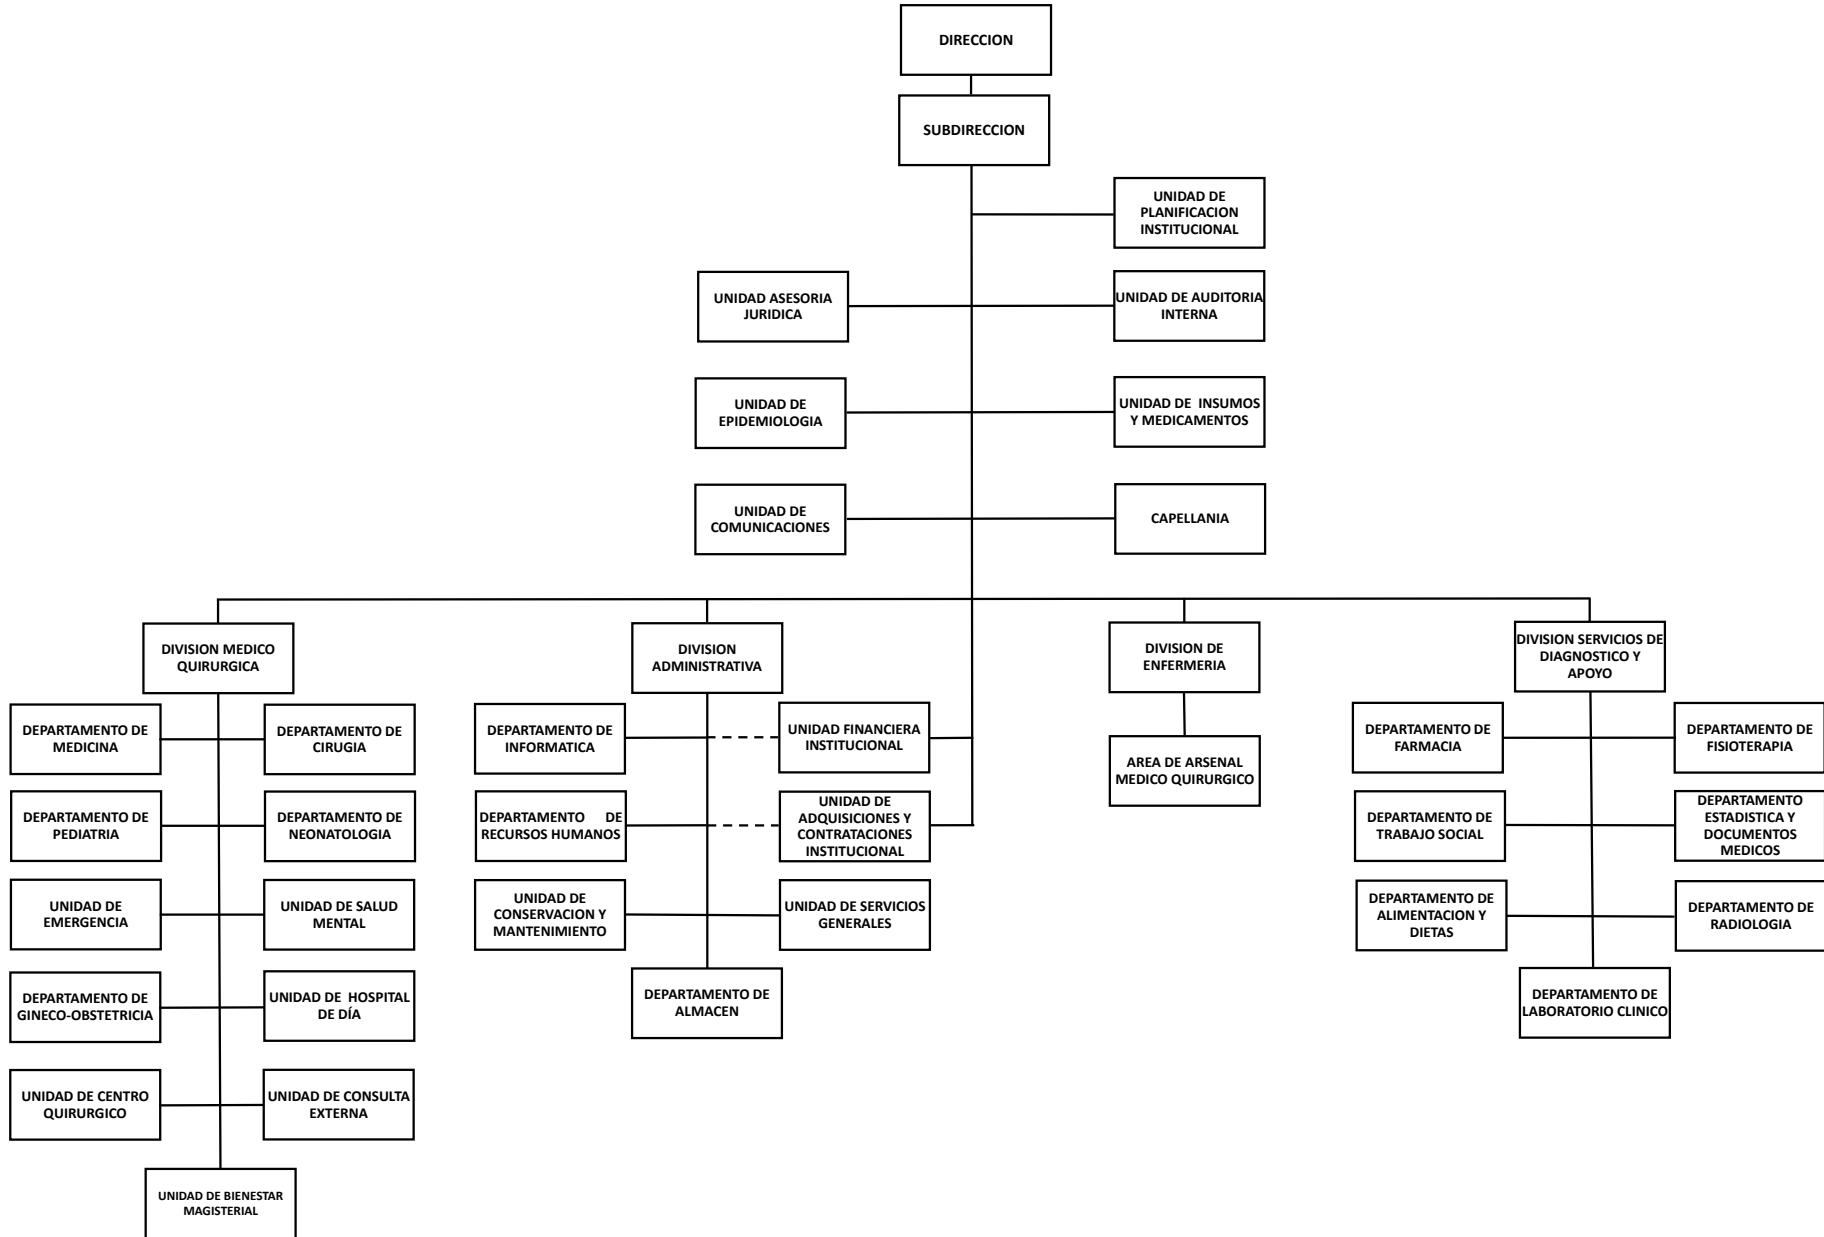 DIRECCION
SUBDIRECCION
UNIDAD DE
PLANIFICACION
INSTITUCIONAL
UNIDAD ASESORIA
JURIDICA
UNIDAD DE AUDITORIA
INTERNA
UNIDAD DE
EPIDEMIOLOGIA
UNIDAD DE INSUMOS
Y MEDICAMENTOS
UNIDAD DE
COMUNICACIONES
CAPELLANIA
DIVISION MEDICO
QUIRURGICA
DIVISION
ADMINISTRATIVA
DIVISION DE
ENFERMERIA
DIVISION SERVICIOS DE
DIAGNOSTICO Y
APOYO
DEPARTAMENTO DE
MEDICINA
DEPARTAMENTO DE
CIRUGIA
DEPARTAMENTO DE
INFORMATICA
UNIDAD FINANCIERA
INSTITUCIONAL
AREA DE ARSENAL
MEDICO QUIRURGICO
DEPARTAMENTO DE
FARMACIA
DEPARTAMENTO DE
FISIOTERAPIA
DEPARTAMENTO DE
PEDIATRIA
DEPARTAMENTO DE
NEONATOLOGIA
DEPARTAMENTO DE
RECURSOS HUMANOS
UNIDAD DE
ADQUISICIONES Y
CONTRATACIONES
INSTITUCIONAL
DEPARTAMENTO DE
TRABAJO SOCIAL
DEPARTAMENTO
ESTADISTICA Y
DOCUMENTOS
MEDICOS
UNIDAD DE
EMERGENCIA
UNIDAD DE SALUD
MENTAL
UNIDAD DE
CONSERVACION Y
MANTENIMIENTO
UNIDAD DE SERVICIOS
GENERALES
DEPARTAMENTO DE
ALIMENTACION Y
DIETAS
DEPARTAMENTO DE
RADIOLOGIA
DEPARTAMENTO DE
GINECO-OBSTETRICIA
UNIDAD DE HOSPITAL
DE DÍA
DEPARTAMENTO DE
ALMACEN
DEPARTAMENTO DE
LABORATORIO CLINICO
UNIDAD DE CENTRO
QUIRURGICO
UNIDAD DE CONSULTA
EXTERNA
UNIDAD DE BIENESTAR
MAGISTERIAL